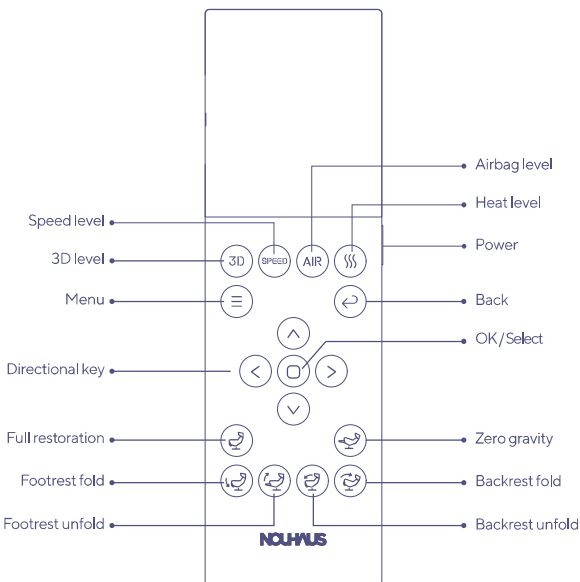 Airbag level
Heat level
Speed level
Power
3D level
3D
SPEED
AIR
Menu
Back
OK/Select
Directional key
Full restoration
Zero gravity
Footrest fold
Backrest fold
Footrest unfold
Backrest unfold
NOUHAUS